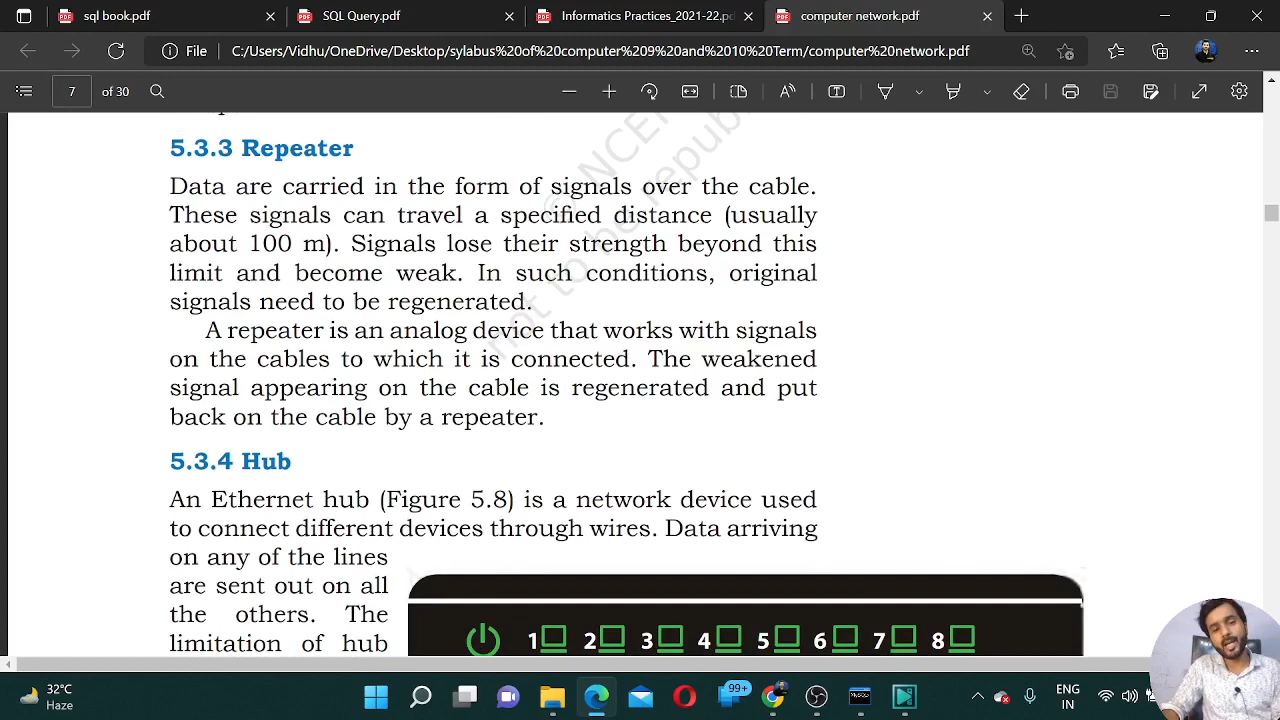 sql book.pdf
SQL Query.pdf
Informatics Practices_2021-22.pd
computer network.pdf
File
C:/Users/Vidhu/OneDrive/Desktop/sylabus%20of%20computer%209%20and%2010%20Term/computer%20network.pdf
7 of 30
5.3.3 Repeater
Data are carried in the form of signals over the cable.
These signals can travel a specified distance (usually
about 100 m). Signals lose their strength beyond this
limit and become weak. In such conditions, original
signals need to be regenerated.
A repeater is an analog device that works with signals
on the cables to which it is connected. The weakened
signal appearing on the cable is regenerated and put
back on the cable by a repeater.
© NCE
not to be republ
5.3.4 Hub
An Ethernet hub (Figure 5.8) is a network device used
to connect different devices through wires. Data arriving
on any of the lines
are sent out on all
the others. The
limitation of hub
1 2 3 4 5 6 7 8
32°C
Haze
99+
ENG
IN